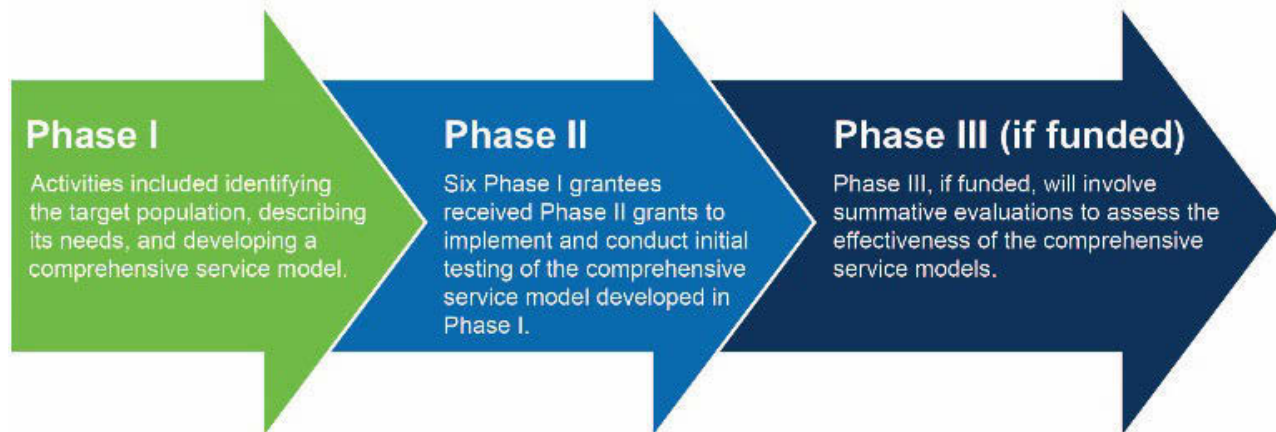 Phase I
Activities included identifying
the target population, describing
its needs, and developing a
comprehensive service model.
Phase II
Six Phase I grantees
received Phase II grants to
implement and conduct initial
testing of the comprehensive
service model developed in
Phase I.
Phase III (if funded)
Phase III, if funded, will involve
summative evaluations to assess the
effectiveness of the comprehensive
service models.